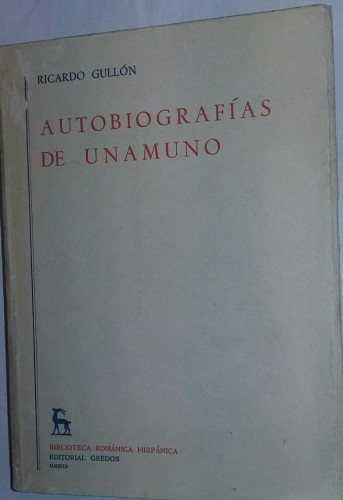 RICARDO GULLÓN
AUTOBIOGRAFÍAS
DE UNAMUNO
BIBLIOTECA ROMÁNICA HISPÁNICA
EDITORIAL GREDOS
MADRID